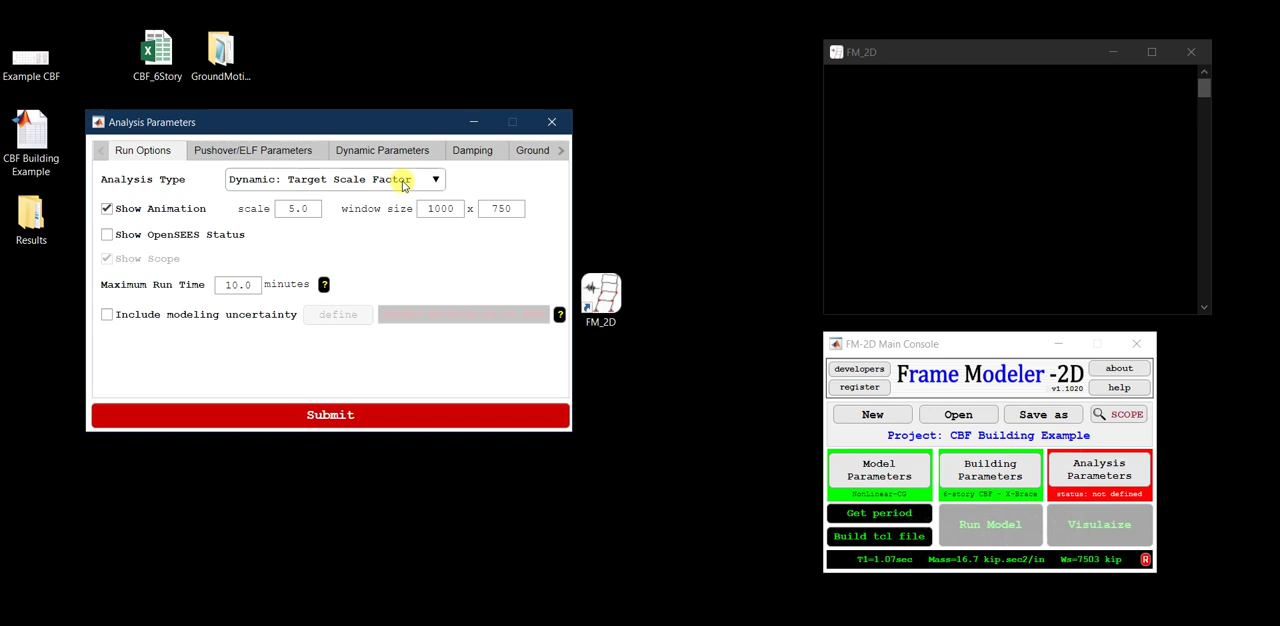 Example CBF
CBF_6Story
GroundMoti...
CBF Building
Example
Results
Analysis Parameters
Run Options
Pushover/ELF Parameters
Dynamic Parameters
Damping
Ground
Analysis Type
Dynamic: Target Scale Factor
Show Animation
scale
5.0
window size
1000
x
750
Show OpenSEES Status
Show Scope
Maximum Run Time
10.0
minutes
?
Include modeling uncertainty
define
?
Submit
FM_2D
FM_2D
FM-2D Main Console
developers
register
Frame Modeler -2D
v1.1020
about
help
New
Open
Save as
SCOPE
Project: CBF Building Example
Model
Parameters
Nonlinear-CG
Building
Parameters
6-story CBF - X-Brace
Analysis
Parameters
status: not defined
Get period
Build tcl file
Run Model
Visulaize
T1=1.07sec
Mass=16.7 kip.sec2/in
Ws=7503 kip
R